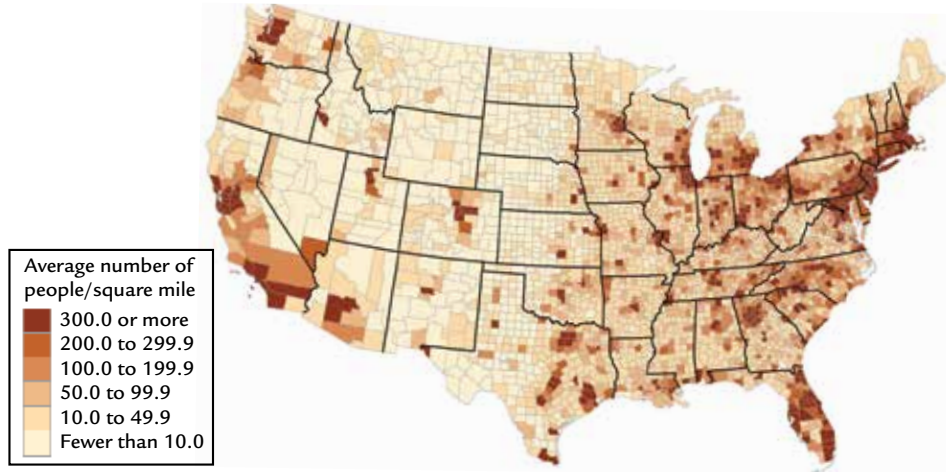 Average number of
people/square mile
300.0 or more
200.0 to 299.9
100.0 to 199.9
50.0 to 99.9
10.0 to 49.9
Fewer than 10.0